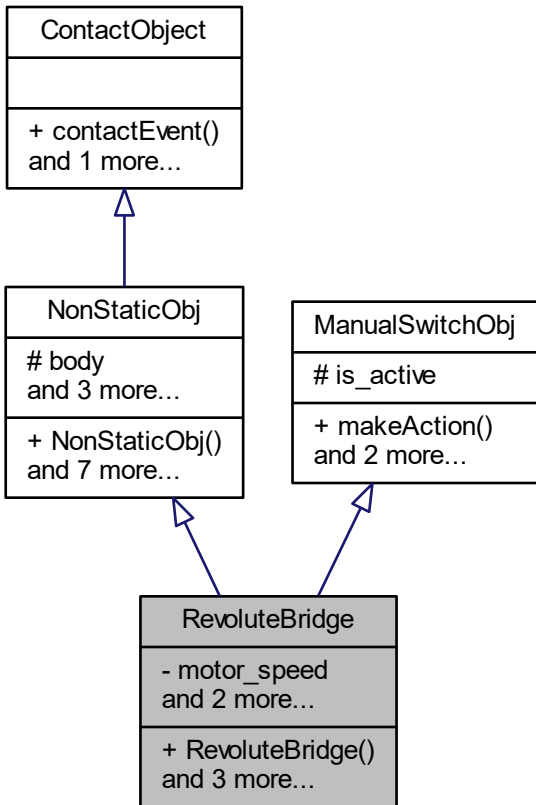 ContactObject
+ contactEvent()
and 1 more...
NonStaticObj
# body
and 3 more...
+ NonStaticObj()
and 7 more...
ManualSwitchObj
# is_active
+ makeAction()
and 2 more...
RevoluteBridge
- motor_speed
and 2 more...
+ RevoluteBridge()
and 3 more...